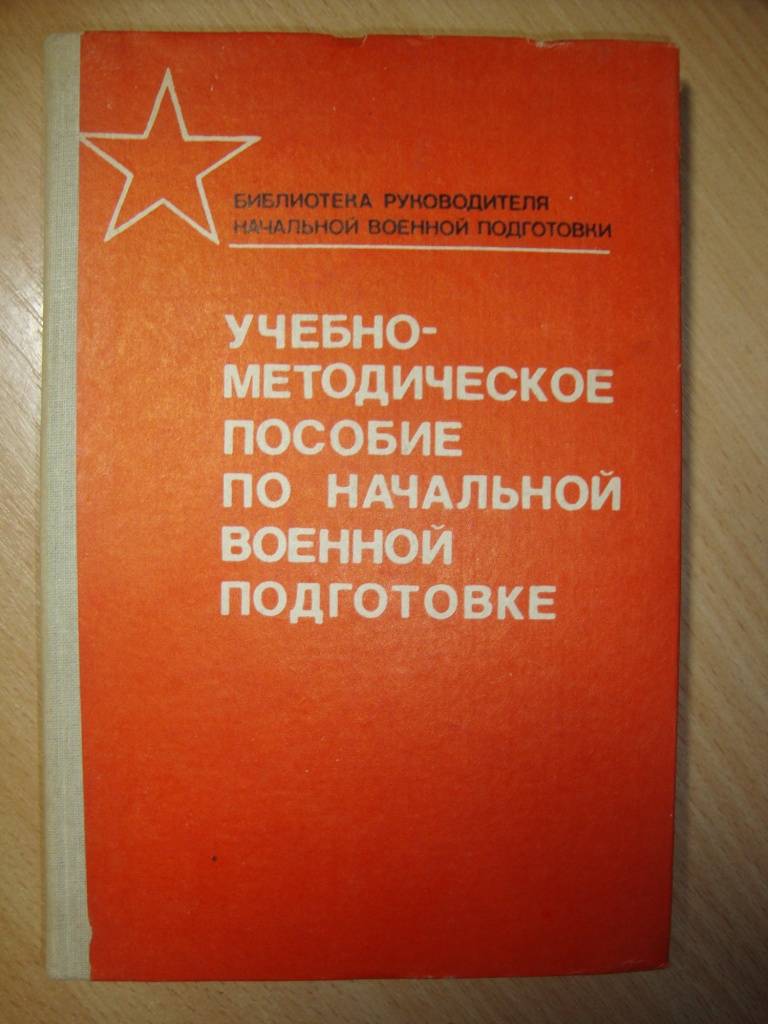 БИБЛИОТЕКА РУКОВОДИТЕЛЯ
НАЧАЛЬНОЙ ВОЕННОЙ ПОДГОТОВКИ
УЧЕБНО-
МЕТОДИЧЕСКОЕ
ПОСОБИЕ
ПО НАЧАЛЬНОЙ
ВОЕННОЙ
ПОДГОТОВКЕ